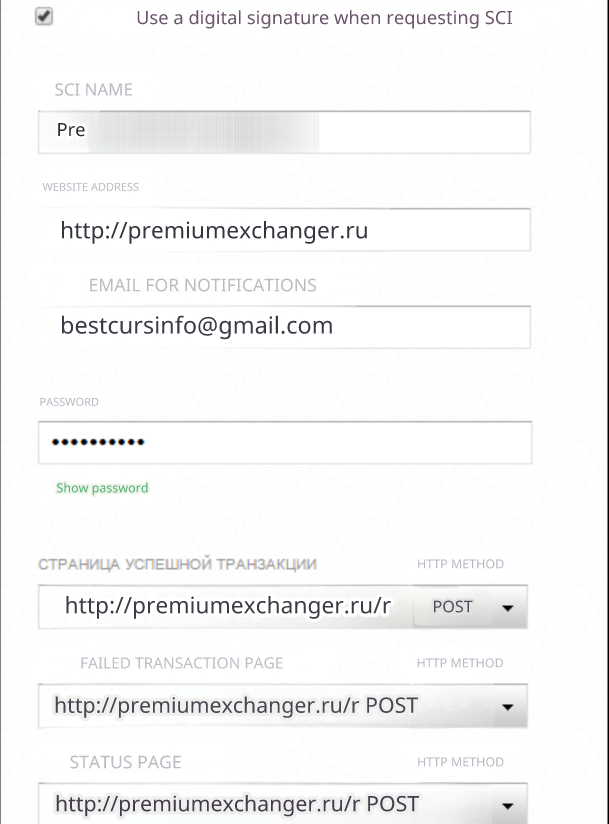 Use a digital signature when requesting SCI
SCI NAME
Pre
WEBSITE ADDRESS
http://premiumexchanger.ru
EMAIL FOR NOTIFICATIONS
bestcursinfo@gmail.com
PASSWORD
••••••••••
Show password
СТРАНИЦА УСПЕШНОЙ ТРАНЗАКЦИИ HTTP METHOD
http://premiumexchanger.ru/r POST
FAILED TRANSACTION PAGE HTTP METHOD
http://premiumexchanger.ru/r POST
STATUS PAGE HTTP METHOD
http://premiumexchanger.ru/r POST